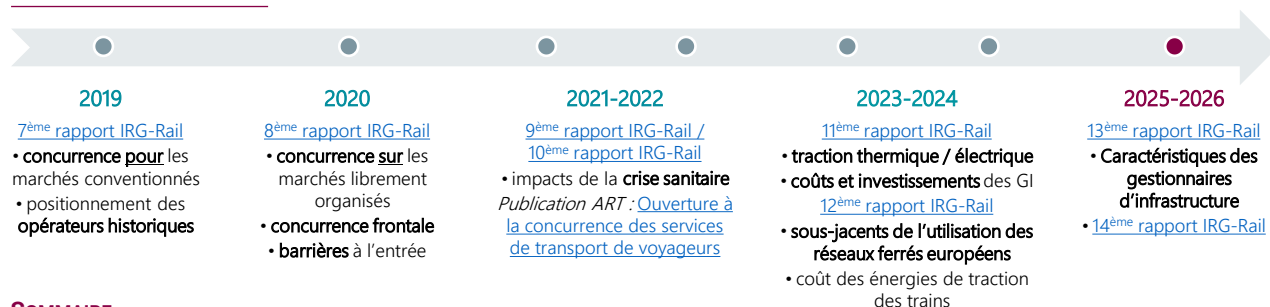 2019
7ème rapport IRG-Rail
• concurrence pour les
marchés conventionnés
• positionnement des
opérateurs historiques
2020
8ème rapport IRG-Rail
• concurrence sur les
marchés librement
organisés
• concurrence frontale
• barrières à l'entrée
2021-2022
9ème rapport IRG-Rail /
10ème rapport IRG-Rail
• impacts de la crise sanitaire
Publication ART : Ouverture à
la concurrence des services
de transport de voyageurs
2023-2024
11ème rapport IRG-Rail
• traction thermique / électrique
• coûts et investissements des GI
12ème rapport IRG-Rail
• sous-jacents de l'utilisation des
réseaux ferrés européens
• coût des énergies de traction
des trains
2025-2026
13ème rapport IRG-Rail
• Caractéristiques des
gestionnaires
d'infrastructure
• 14ème rapport IRG-Rail
SOMMAIRE